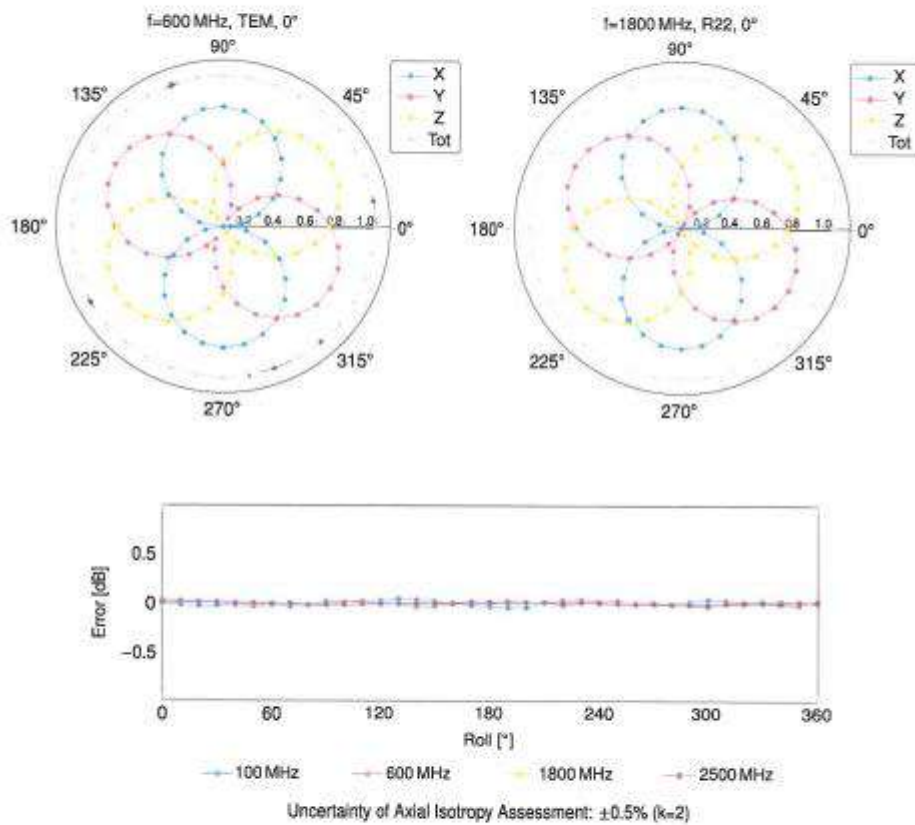 f=600 MHz, TEM, 0°
f=1800 MHz, R22, 0°
90°
135°
45°
180°
0.2 0.4 0.6 0.8 1.0
0°
225°
315°
270°
X
Y
Z
Tot
90°
135°
45°
180°
0.2 0.4 0.6 0.8 1.0
0°
225°
315°
270°
X
Y
Z
Tot
Error [dB]
0.5
0
−0.5
0 60 120 180 240 300 360
Roll [°]
100 MHz 600 MHz 1800 MHz 2500 MHz
Uncertainty of Axial Isotropy Assessment: ±0.5% (k=2)